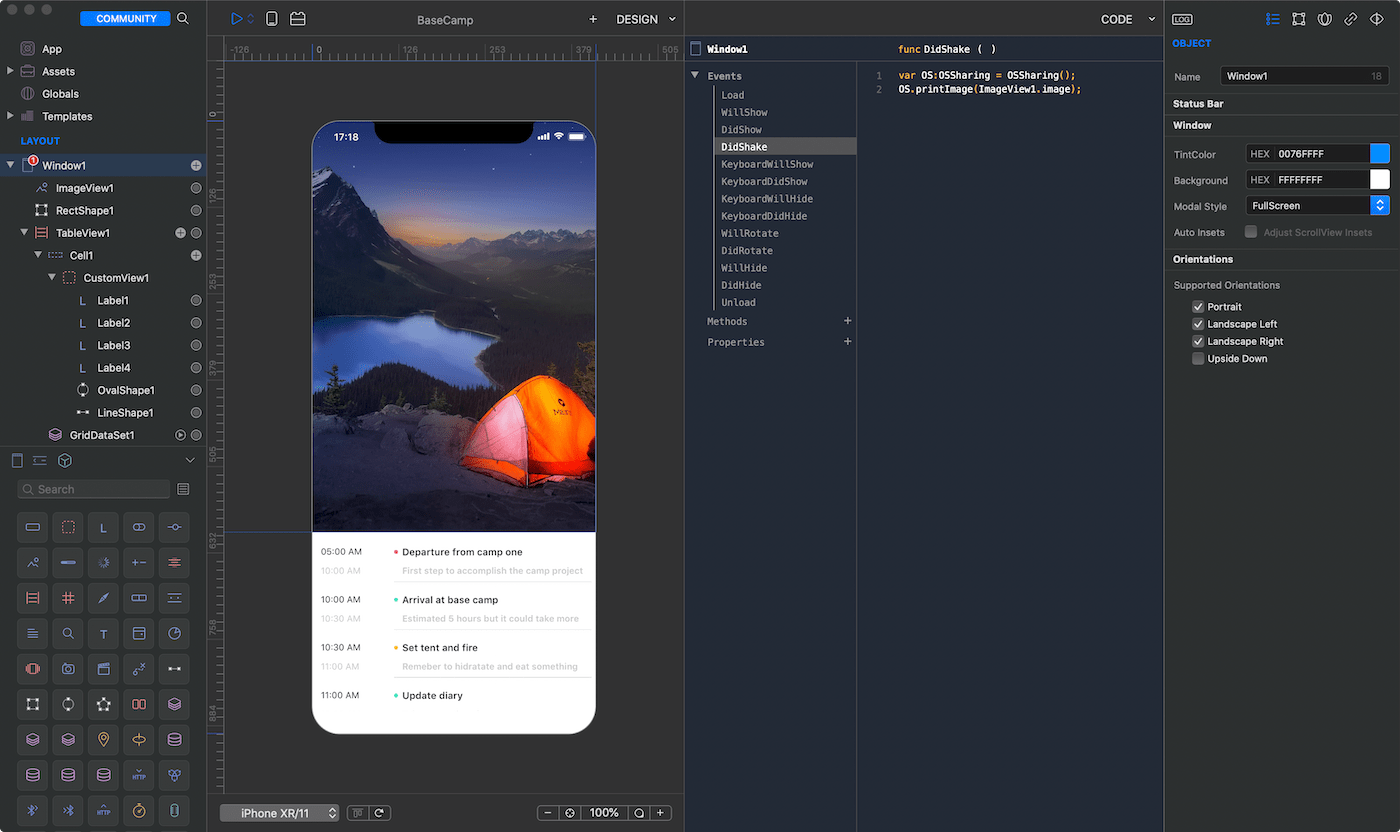 COMMUNITY
App
Assets
Globals
Templates
LAYOUT
1
Window1
ImageView1
RectShape1
TableView1
Cell1
CustomView1
L Label1
L Label2
L Label3
L Label4
OvalShape1
LineShape1
GridDataSet1
Search
L
T
HTTP
HTTP
BaseCamp
+ DESIGN
-126 0 126 253 379 505
0
126
253
379
505
632
758
884
17:18
05:00 AM Departure from camp one
10:00 AM First step to accomplish the camp project
10:00 AM Arrival at base camp
10:30 AM Estimated 5 hours but it could take more
10:30 AM Set tent and fire
11:00 AM Remeber to hidratate and eat something
11:00 AM Update diary
iPhone XR/11
− 100% +
CODE
Window1
Events
Load
WillShow
DidShow
DidShake
KeyboardWillShow
KeyboardDidShow
KeyboardWillHide
KeyboardDidHide
WillRotate
DidRotate
WillHide
DidHide
Unload
Methods +
Properties +
func DidShake ( )
1 var OS:OSSharing = OSSharing();
2 OS.printImage(ImageView1.image);
LOG
OBJECT
Name Window1 18
Status Bar
Window
TintColor HEX 0076FFFF
Background HEX FFFFFFFF
Modal Style FullScreen
Auto Insets Adjust ScrollView Insets
Orientations
Supported Orientations
Portrait
Landscape Left
Landscape Right
Upside Down